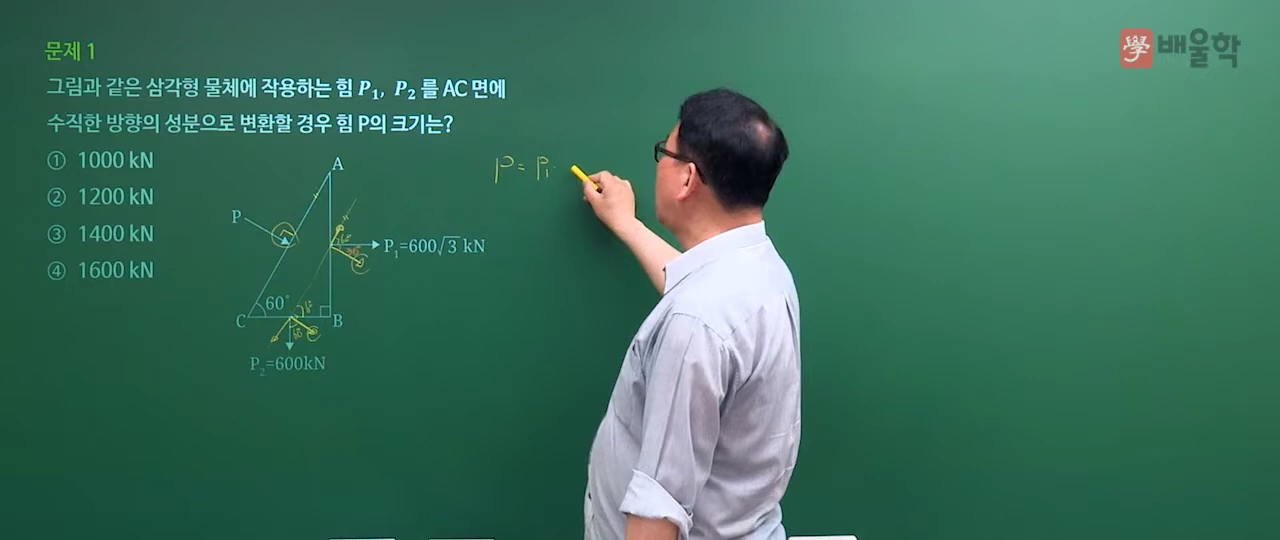 문제 1
學 배울학
그림과 같은 삼각형 물체에 작용하는 힘 P₁, P₂ 를 AC 면에
수직한 방향의 성분으로 변환할 경우 힘 P의 크기는?
① 1000 kN
② 1200 kN
③ 1400 kN
④ 1600 kN
A
P = P₁
P
P₁=600√3 kN
60°
C
B
P₂=600kN